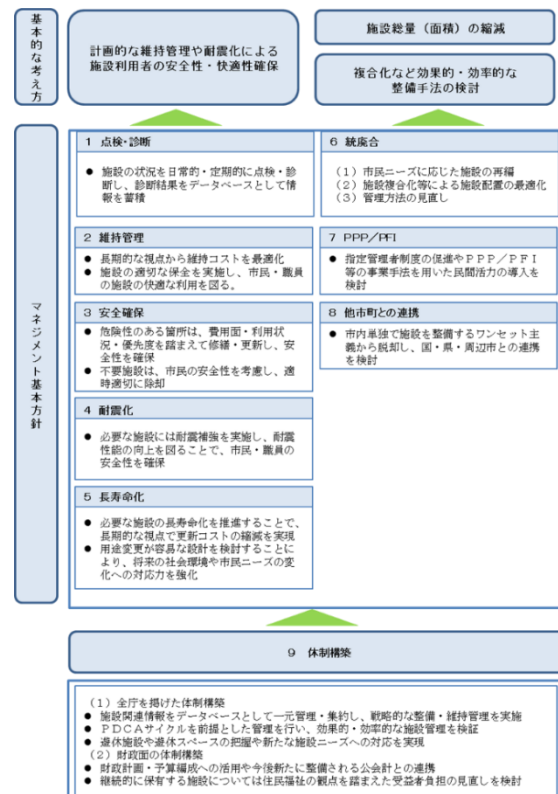 基本的な考え方
計画的な維持管理や耐震化による
施設利用者の安全性・快適性確保
施設総量（面積）の縮減
複合化など効果的・効率的な
整備手法の検討
マネジメント基本方針
1 点検・診断
● 施設の状況を日常的・定期的に点検・診
断し、診断結果をデータベースとして情
報を蓄積
2 維持管理
● 長期的な視点から維持コストを最適化
● 施設の適切な保全を実施し、市民・職員
の施設の快適な利用を図る。
3 安全確保
● 危険性のある箇所は、費用面・利用状
況・優先度を踏まえて修繕・更新し、安
全性を確保
● 不要施設は、市民の安全性を考慮し、適
時適切に除却
4 耐震化
● 必要な施設には耐震補強を実施し、耐震
性能の向上を図ることで、市民・職員の
安全性を確保
5 長寿命化
● 必要な施設の長寿命化を推進することで、
長期的な視点で更新コストの縮減を実現
● 用途変更が容易な設計を検討することに
より、将来の社会環境や市民ニーズの変
化への対応力を強化
6 統廃合
（1）市民ニーズに応じた施設の再編
（2）施設複合化等による施設配置の最適化
（3）管理方法の見直し
7 PPP／PFI
● 指定管理者制度の促進やＰＰＰ／ＰＦＩ
等の事業手法を用いた民間活力の導入を
検討
8 他市町との連携
● 市内単独で施設を整備するワンセット主
義から脱却し、国・県・周辺市との連携
を検討
9 体制構築
（1）全庁を掲げた体制構築
● 施設関連情報をデータベースとして一元管理・集約し、戦略的な整備・維持管理を実施
● ＰＤＣＡサイクルを前提とした管理を行い、効果的・効率的な施設管理を検証
● 遊休施設や遊休スペースの把握や新たな施設ニーズへの対応を実現
（2）財政面の体制構築
● 財政計画・予算編成への活用や今後新たに整備される公会計との連携
● 継続的に保有する施設については住民福祉の観点を踏まえた受益者負担の見直しを検討